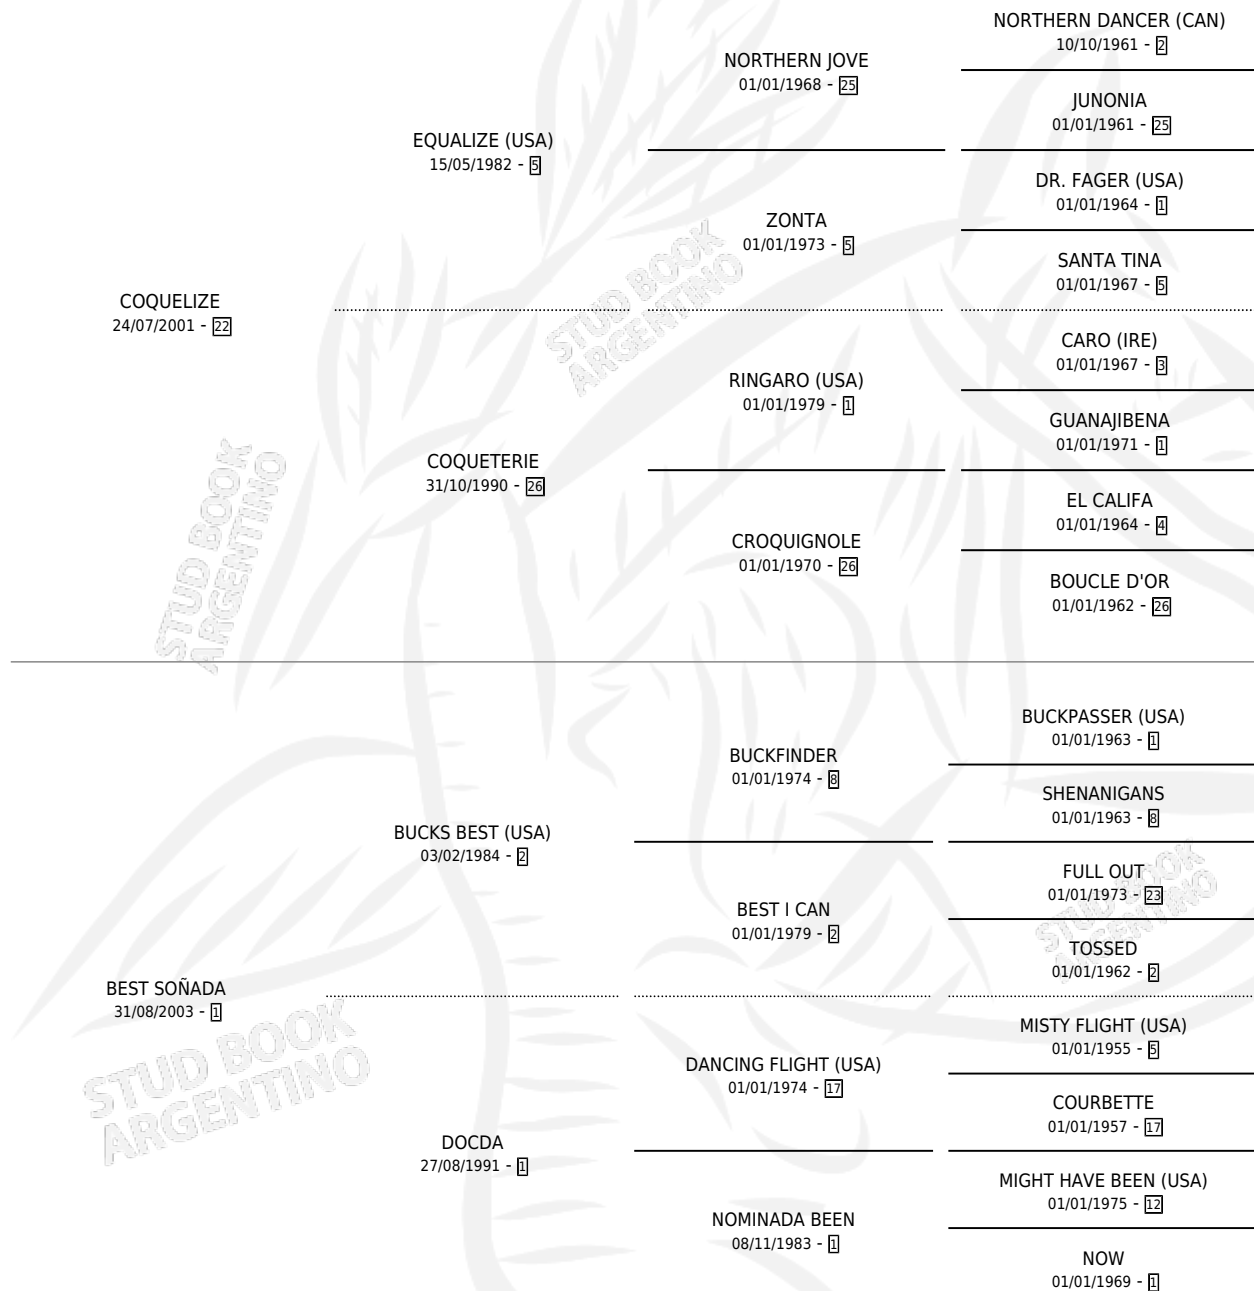 NORTHERN DANCER (CAN)
10/10/1961 - 2
NORTHERN JOVE
01/01/1968 - 25
JUNONIA
01/01/1961 - 25
EQUALIZE (USA)
15/05/1982 - 5
DR. FAGER (USA)
01/01/1964 - 1
ZONTA
01/01/1973 - 5
SANTA TINA
01/01/1967 - 5
COQUELIZE
24/07/2001 - 22
STUD BOOK
ARGENTINO
CARO (IRE)
01/01/1967 - 3
RINGARO (USA)
01/01/1979 - 1
GUANAJIBENA
01/01/1971 - 1
COQUETERIE
31/10/1990 - 26
EL CALIFA
01/01/1964 - 4
CROQUIGNOLE
01/01/1970 - 26
BOUCLE D'OR
01/01/1962 - 26
STUD BOOK
ARGENTINO
BUCKPASSER (USA)
01/01/1963 - 1
BUCKFINDER
01/01/1974 - 8
SHENANIGANS
01/01/1963 - 8
BUCKS BEST (USA)
03/02/1984 - 2
FULL OUT
01/01/1973 - 23
BEST I CAN
01/01/1979 - 2
STUD BOOK
ARGENTINO
TOSSED
01/01/1962 - 2
BEST SOÑADA
31/08/2003 - 1
MISTY FLIGHT (USA)
01/01/1955 - 5
DANCING FLIGHT (USA)
01/01/1974 - 17
STUD BOOK
ARGENTINO
COURBETTE
01/01/1957 - 17
DOCDA
27/08/1991 - 1
MIGHT HAVE BEEN (USA)
01/01/1975 - 12
NOMINADA BEEN
08/11/1983 - 1
NOW
01/01/1969 - 1